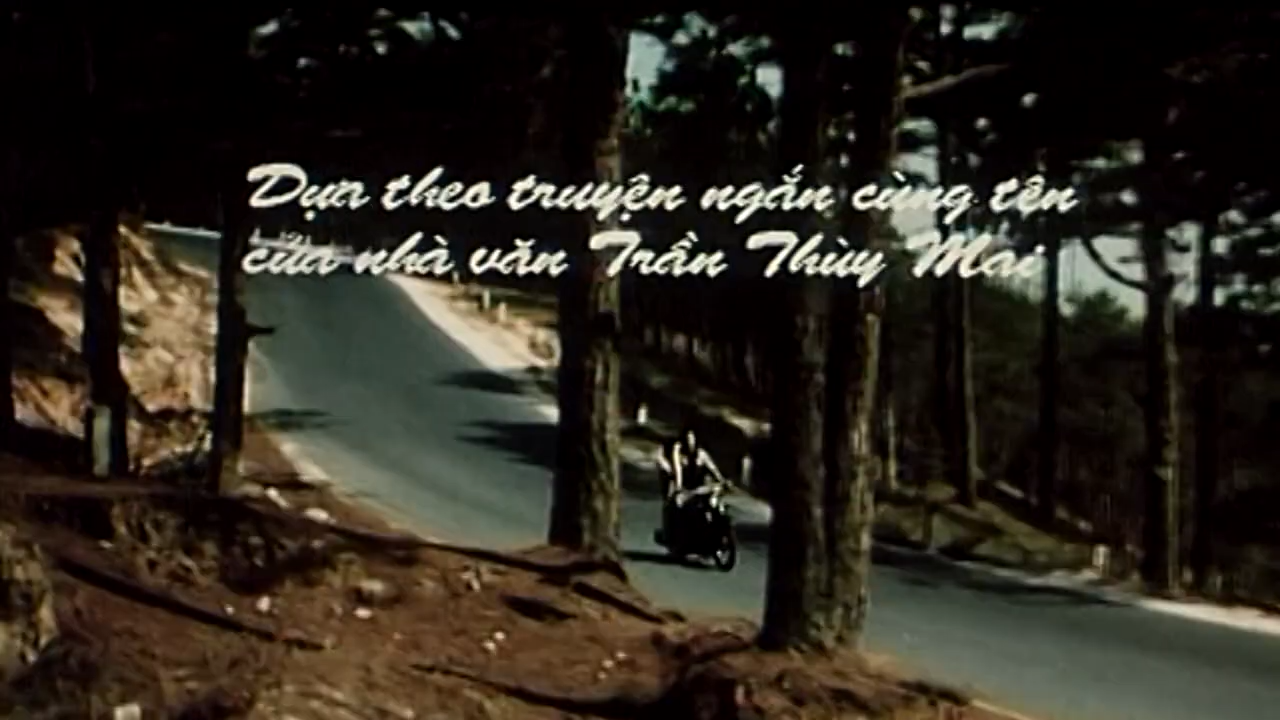 Dựa theo truyện ngắn cùng tên
của nhà văn Trần Thùy Mai